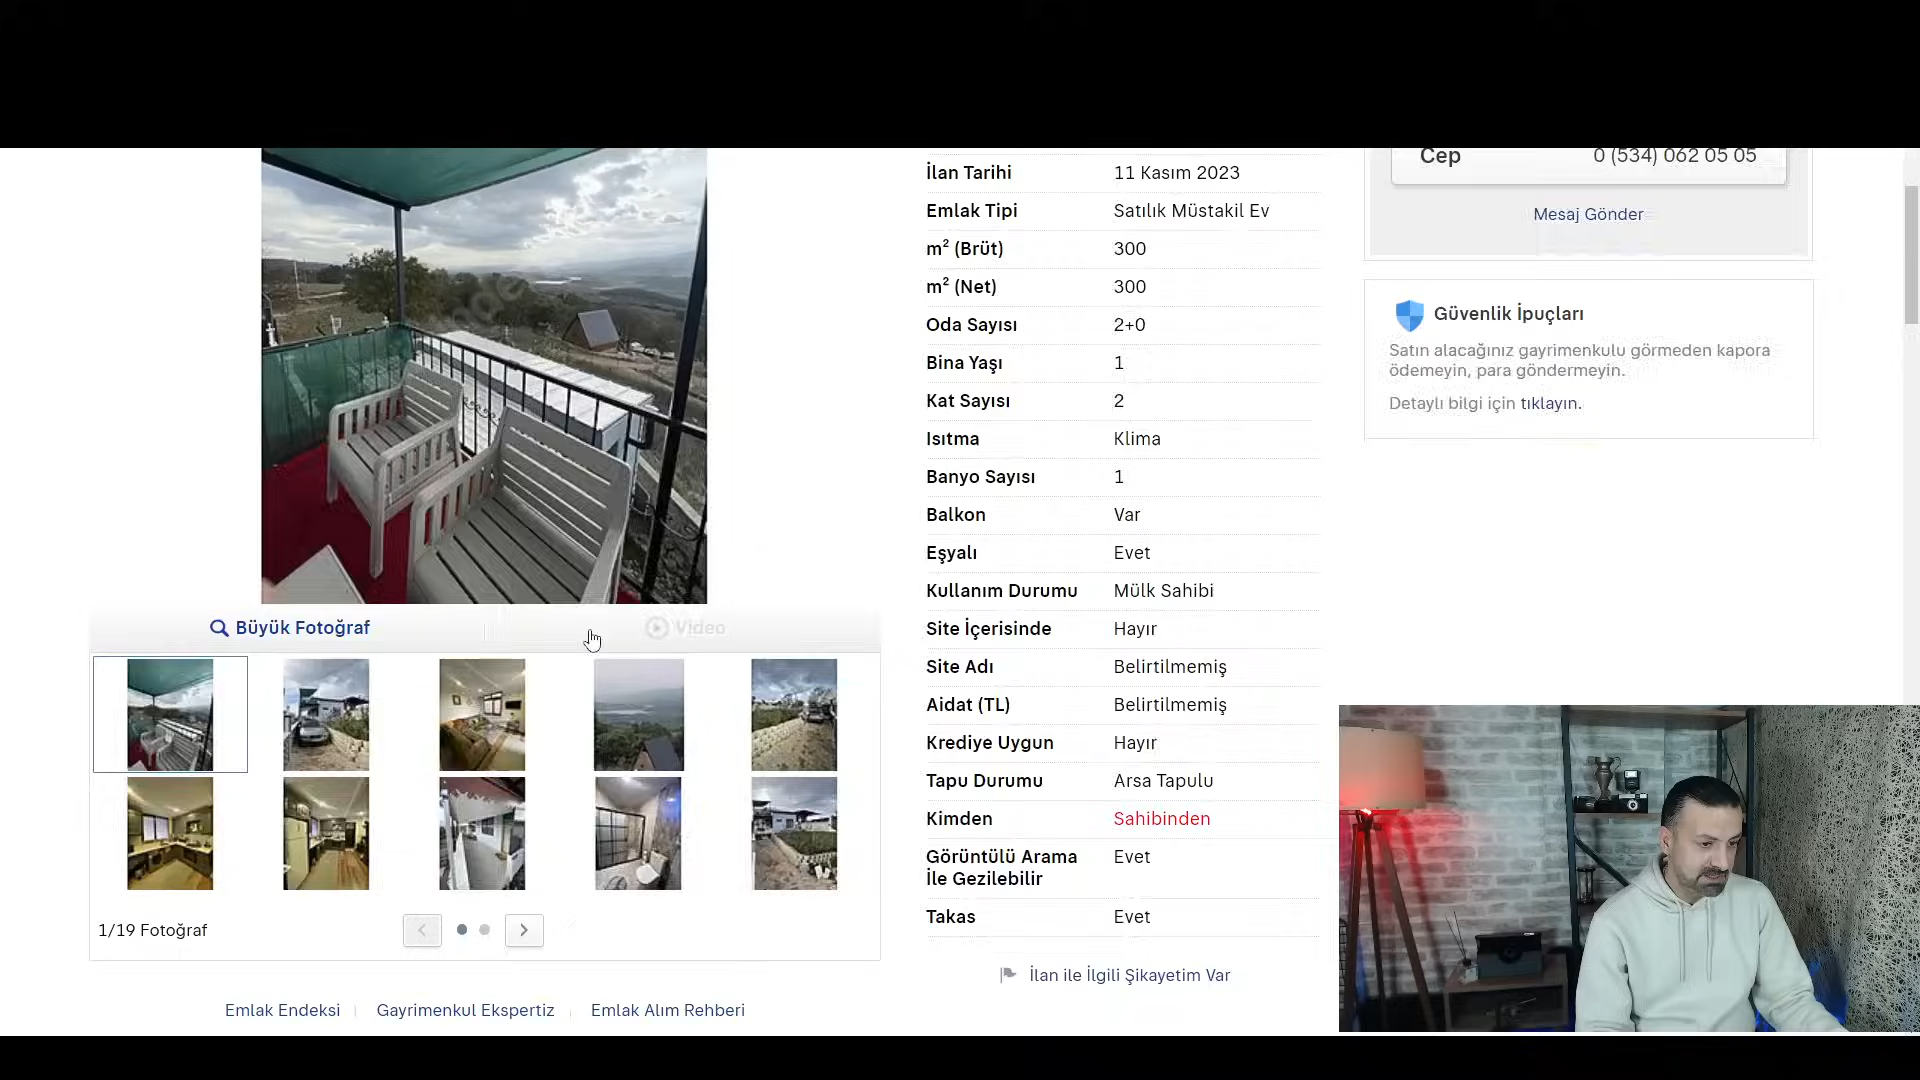 Cep 0 (534) 062 05 05
Mesaj Gönder
Güvenlik İpuçları
Satın alacağınız gayrimenkulu görmeden kapora
ödemeyin, para göndermeyin.
Detaylı bilgi için tıklayın.
İlan Tarihi 11 Kasım 2023
Emlak Tipi Satılık Müstakil Ev
m² (Brüt) 300
m² (Net) 300
Oda Sayısı 2+0
Bina Yaşı 1
Kat Sayısı 2
Isıtma Klima
Banyo Sayısı 1
Balkon Var
Eşyalı Evet
Kullanım Durumu Mülk Sahibi
Site İçerisinde Hayır
Site Adı Belirtilmemiş
Aidat (TL) Belirtilmemiş
Krediye Uygun Hayır
Tapu Durumu Arsa Tapulu
Kimden Sahibinden
Görüntülü Arama Evet
İle Gezilebilir
Takas Evet
İlan ile İlgili Şikayetim Var
Büyük Fotoğraf Video
1/19 Fotoğraf
Emlak Endeksi Gayrimenkul Ekspertiz Emlak Alım Rehberi